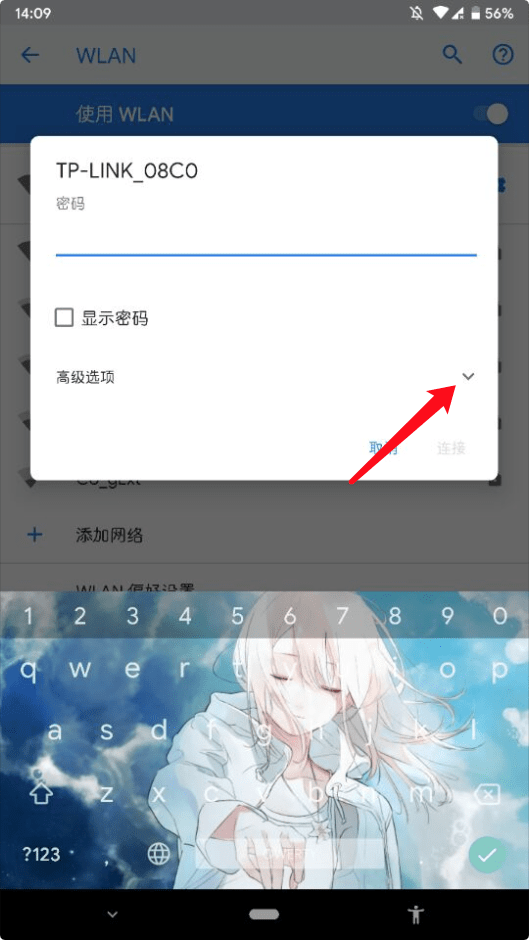 14:09
56%
WLAN
使用 WLAN
TP-LINK_08C0
密码
显示密码
高级选项
取消
连接
添加网络
WLAN 偏好设置
1 2 3 4 5 6 7 8 9 0
q w e r t y u i o p
a s d f g h j k l
z x c v b n m
?123 ,
QWERTY